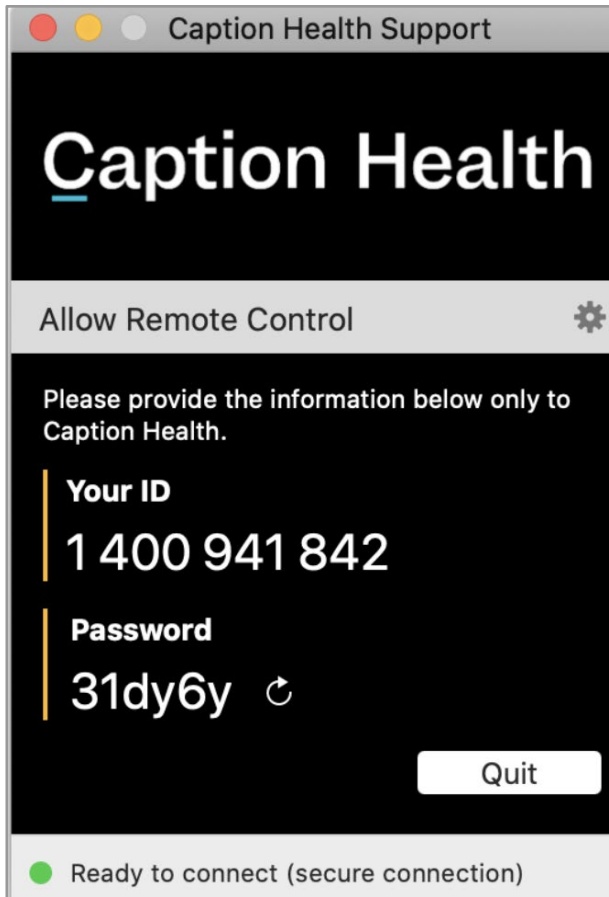 Caption Health Support
Caption Health
Allow Remote Control
Please provide the information below only to
Caption Health.
Your ID
1 400 941 842
Password
31dy6y
Quit
Ready to connect (secure connection)